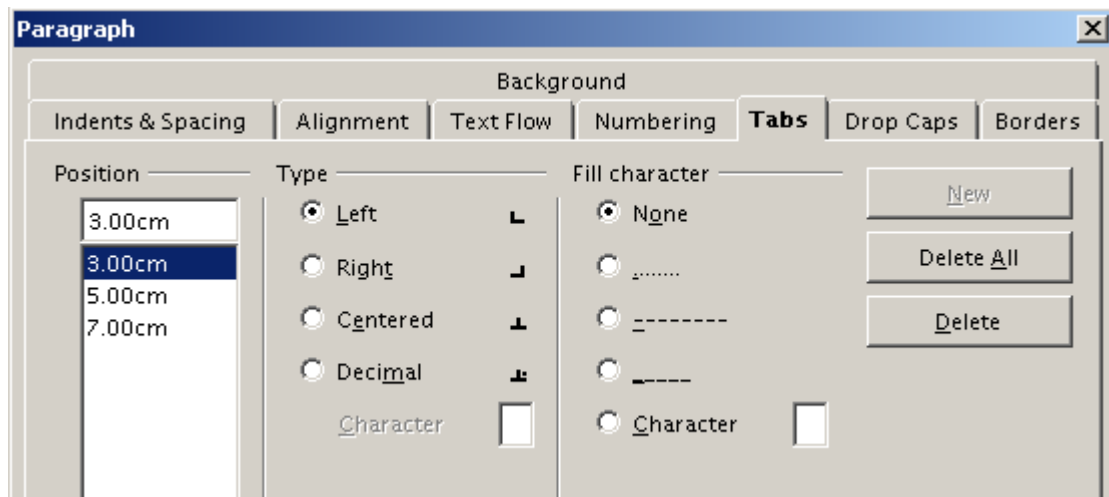 Paragraph
Background
Indents & Spacing Alignment Text Flow Numbering Tabs Drop Caps Borders
Position Type Fill character
3.00cm Left None New
3.00cm Right ........ Delete All
5.00cm
7.00cm Centered -------- Delete
Decimal _____
Character Character